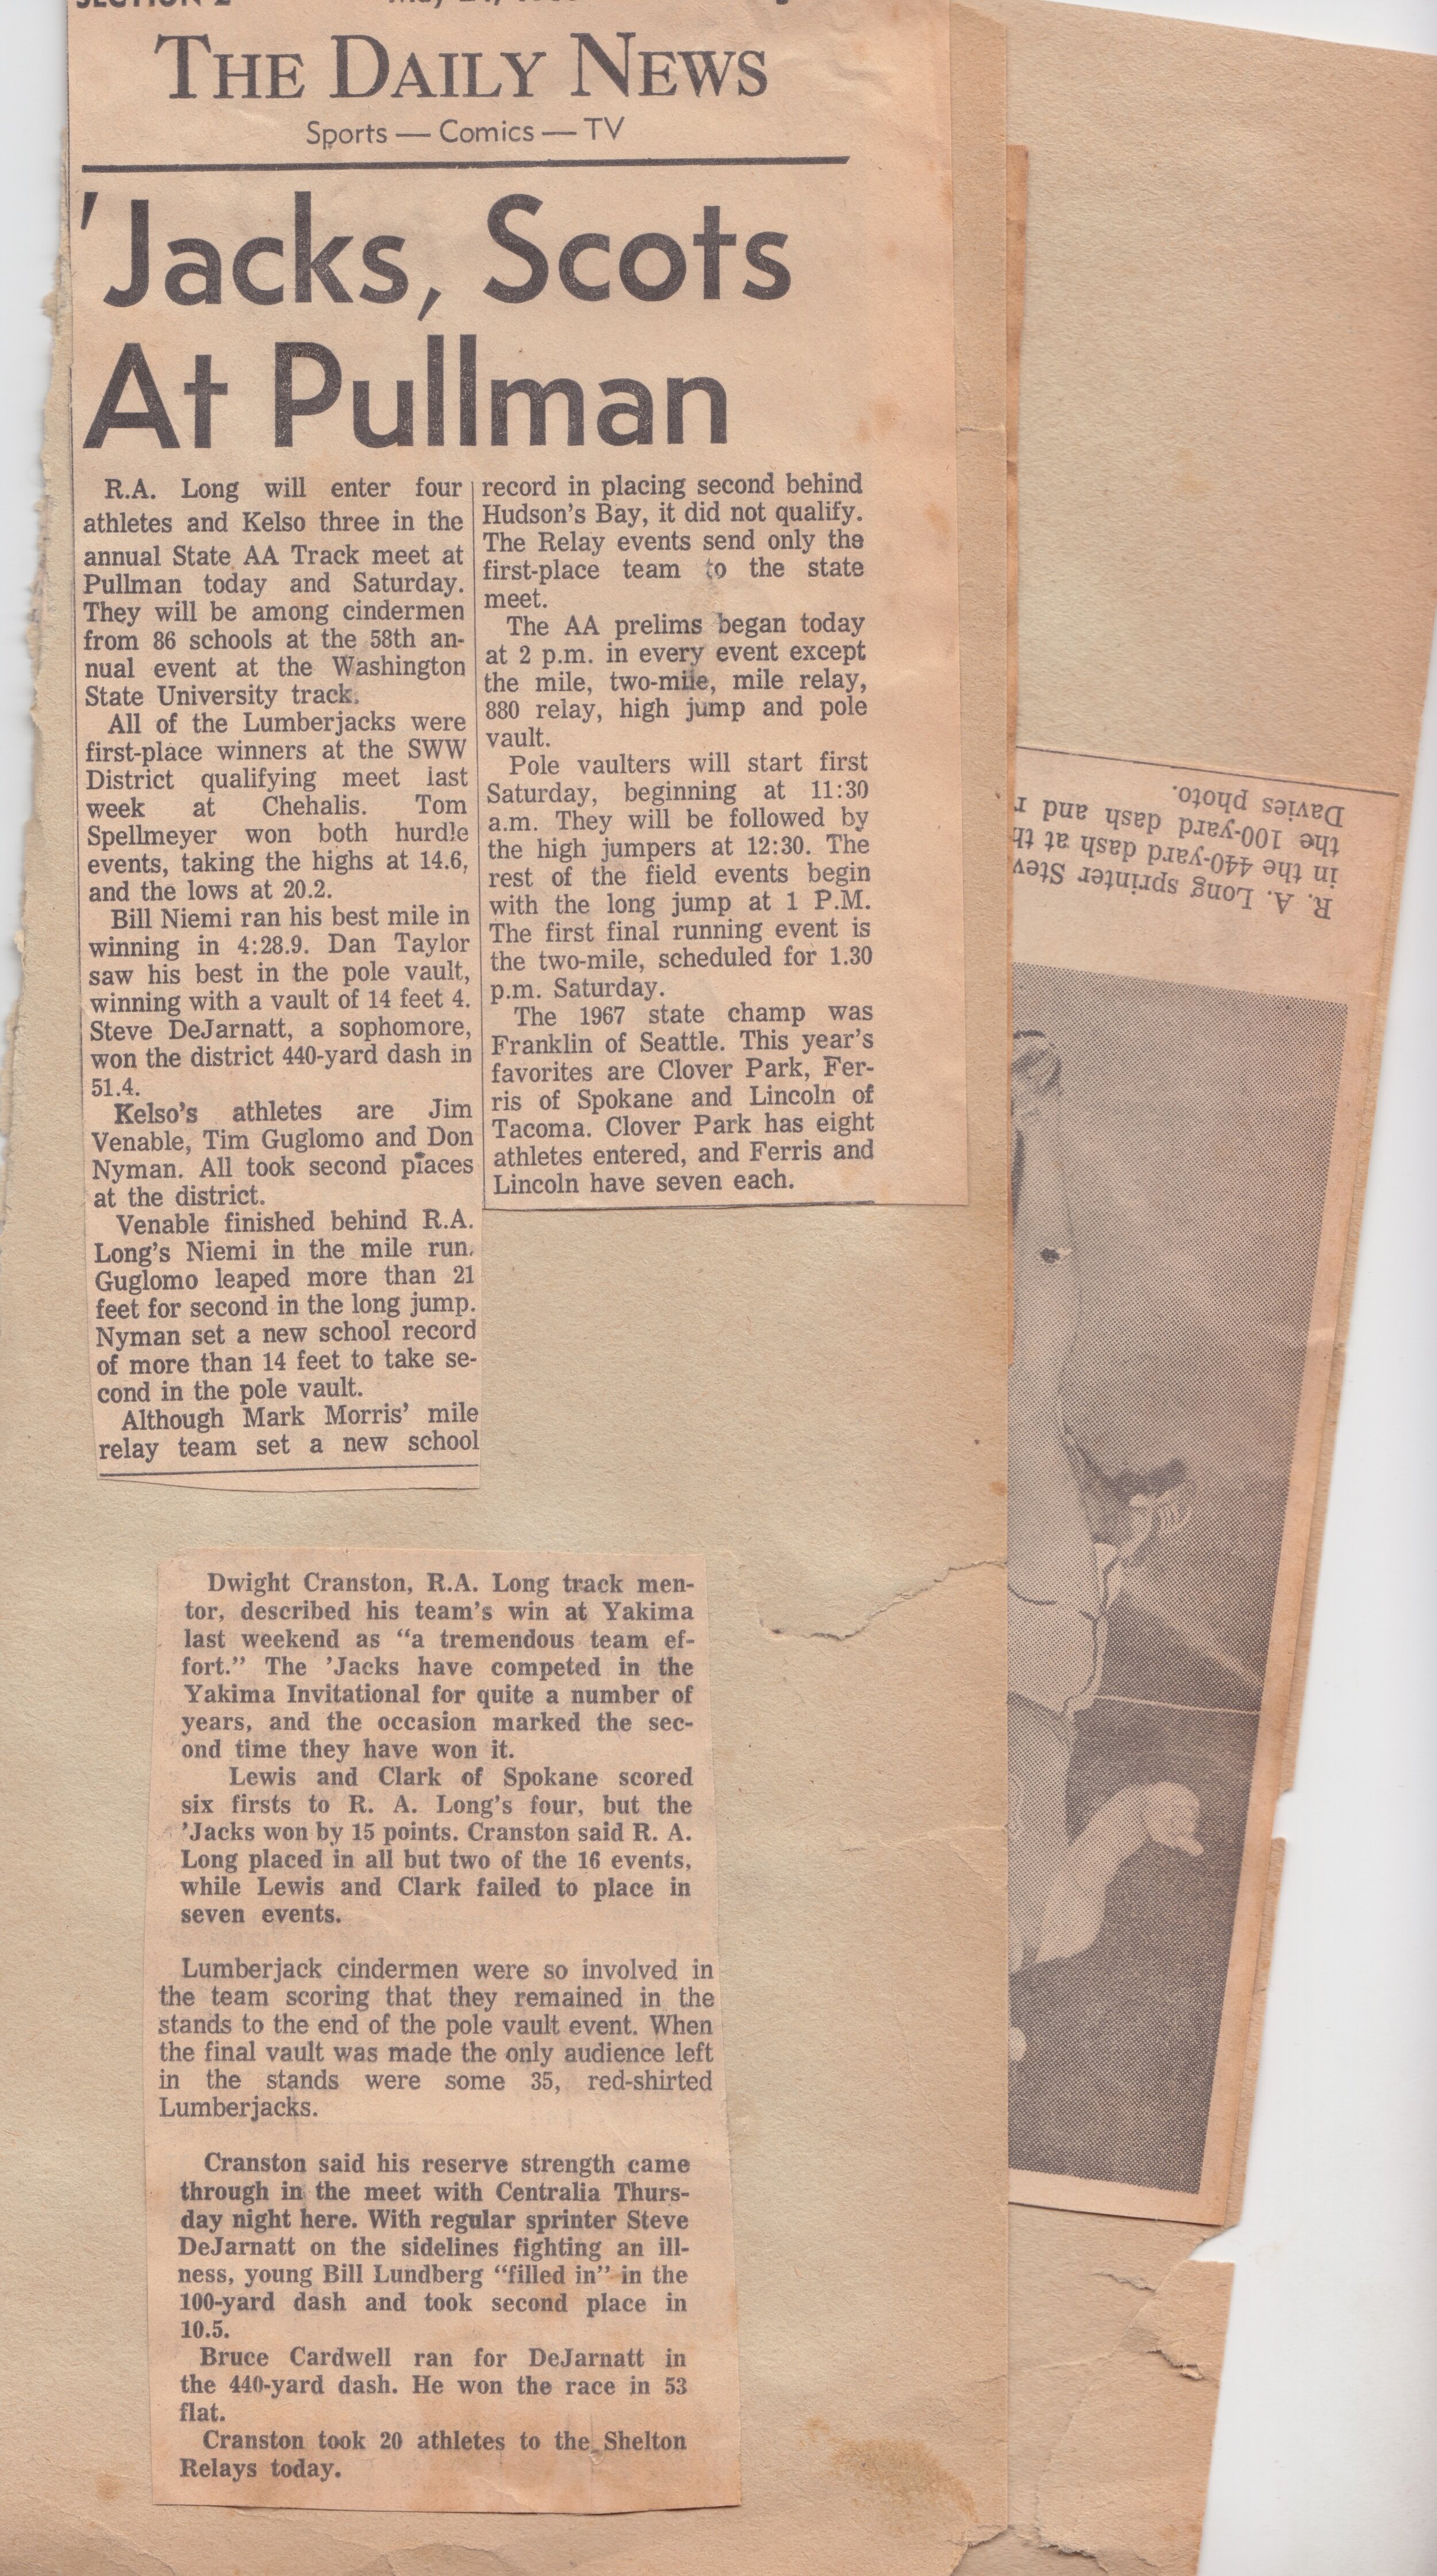 SECTION 2
THE DAILY NEWS
Sports — Comics — TV
'Jacks, Scots
At Pullman
R.A. Long will enter four
athletes and Kelso three in the
annual State AA Track meet at
Pullman today and Saturday.
They will be among cindermen
from 86 schools at the 58th an-
nual event at the Washington
State University track.
All of the Lumberjacks were
first-place winners at the SWW
District qualifying meet last
week at Chehalis. Tom
Spellmeyer won both hurdle
events, taking the highs at 14.6,
and the lows at 20.2.
Bill Niemi ran his best mile in
winning in 4:28.9. Dan Taylor
saw his best in the pole vault,
winning with a vault of 14 feet 4.
Steve DeJarnatt, a sophomore,
won the district 440-yard dash in
51.4.
Kelso's athletes are Jim
Venable, Tim Guglomo and Don
Nyman. All took second places
at the district.
Venable finished behind R.A.
Long's Niemi in the mile run.
Guglomo leaped more than 21
feet for second in the long jump.
Nyman set a new school record
of more than 14 feet to take se-
cond in the pole vault.
Although Mark Morris' mile
relay team set a new school
record in placing second behind
Hudson's Bay, it did not qualify.
The Relay events send only the
first-place team to the state
meet.
The AA prelims began today
at 2 p.m. in every event except
the mile, two-mile, mile relay,
880 relay, high jump and pole
vault.
Pole vaulters will start first
Saturday, beginning at 11:30
a.m. They will be followed by
the high jumpers at 12:30. The
rest of the field events begin
with the long jump at 1 P.M.
The first final running event is
the two-mile, scheduled for 1.30
p.m. Saturday.
The 1967 state champ was
Franklin of Seattle. This year's
favorites are Clover Park, Fer-
ris of Spokane and Lincoln of
Tacoma. Clover Park has eight
athletes entered, and Ferris and
Lincoln have seven each.
Dwight Cranston, R.A. Long track men-
tor, described his team's win at Yakima
last weekend as "a tremendous team ef-
fort." The 'Jacks have competed in the
Yakima Invitational for quite a number of
years, and the occasion marked the sec-
ond time they have won it.
Lewis and Clark of Spokane scored
six firsts to R. A. Long's four, but the
'Jacks won by 15 points. Cranston said R. A.
Long placed in all but two of the 16 events,
while Lewis and Clark failed to place in
seven events.
Lumberjack cindermen were so involved in
the team scoring that they remained in the
stands to the end of the pole vault event. When
the final vault was made the only audience left
in the stands were some 35, red-shirted
Lumberjacks.
Cranston said his reserve strength came
through in the meet with Centralia Thurs-
day night here. With regular sprinter Steve
DeJarnatt on the sidelines fighting an ill-
ness, young Bill Lundberg "filled in" in the
100-yard dash and took second place in
10.5.
Bruce Cardwell ran for DeJarnatt in
the 440-yard dash. He won the race in 53
flat.
Cranston took 20 athletes to the Shelton
Relays today.
R. A. Long sprinter Stev
in the 440-yard dash at th
the 100-yard dash and
Davies photo.